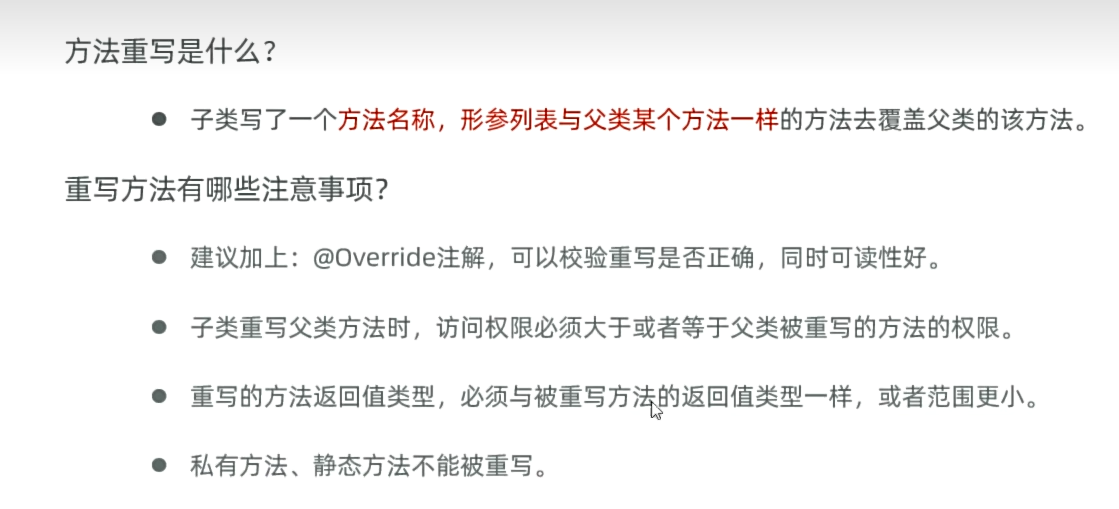 方法重写是什么？
● 子类写了一个方法名称，形参列表与父类某个方法一样的方法去覆盖父类的该方法。
重写方法有哪些注意事项？
● 建议加上：@Override注解，可以校验重写是否正确，同时可读性好。
● 子类重写父类方法时，访问权限必须大于或者等于父类被重写的方法的权限。
● 重写的方法返回值类型，必须与被重写方法的返回值类型一样，或者范围更小。
● 私有方法、静态方法不能被重写。